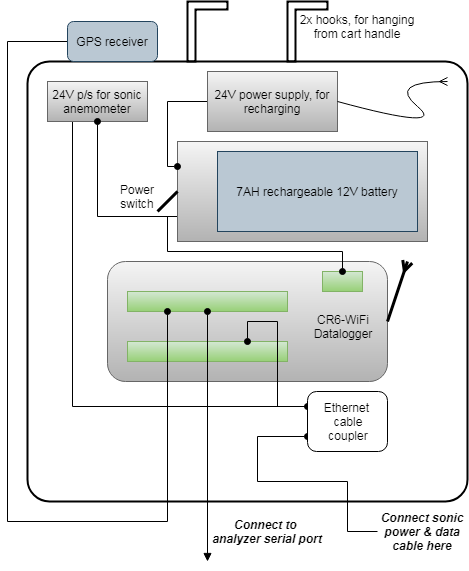 2x hooks, for hanging
from cart handle
GPS receiver
24V p/s for sonic
anemometer
24V power supply, for
recharging
Power
switch
7AH rechargeable 12V battery
CR6-WiFi
Datalogger
Ethernet
cable
coupler
Connect to
analyzer serial port
Connect sonic
power & data
cable here